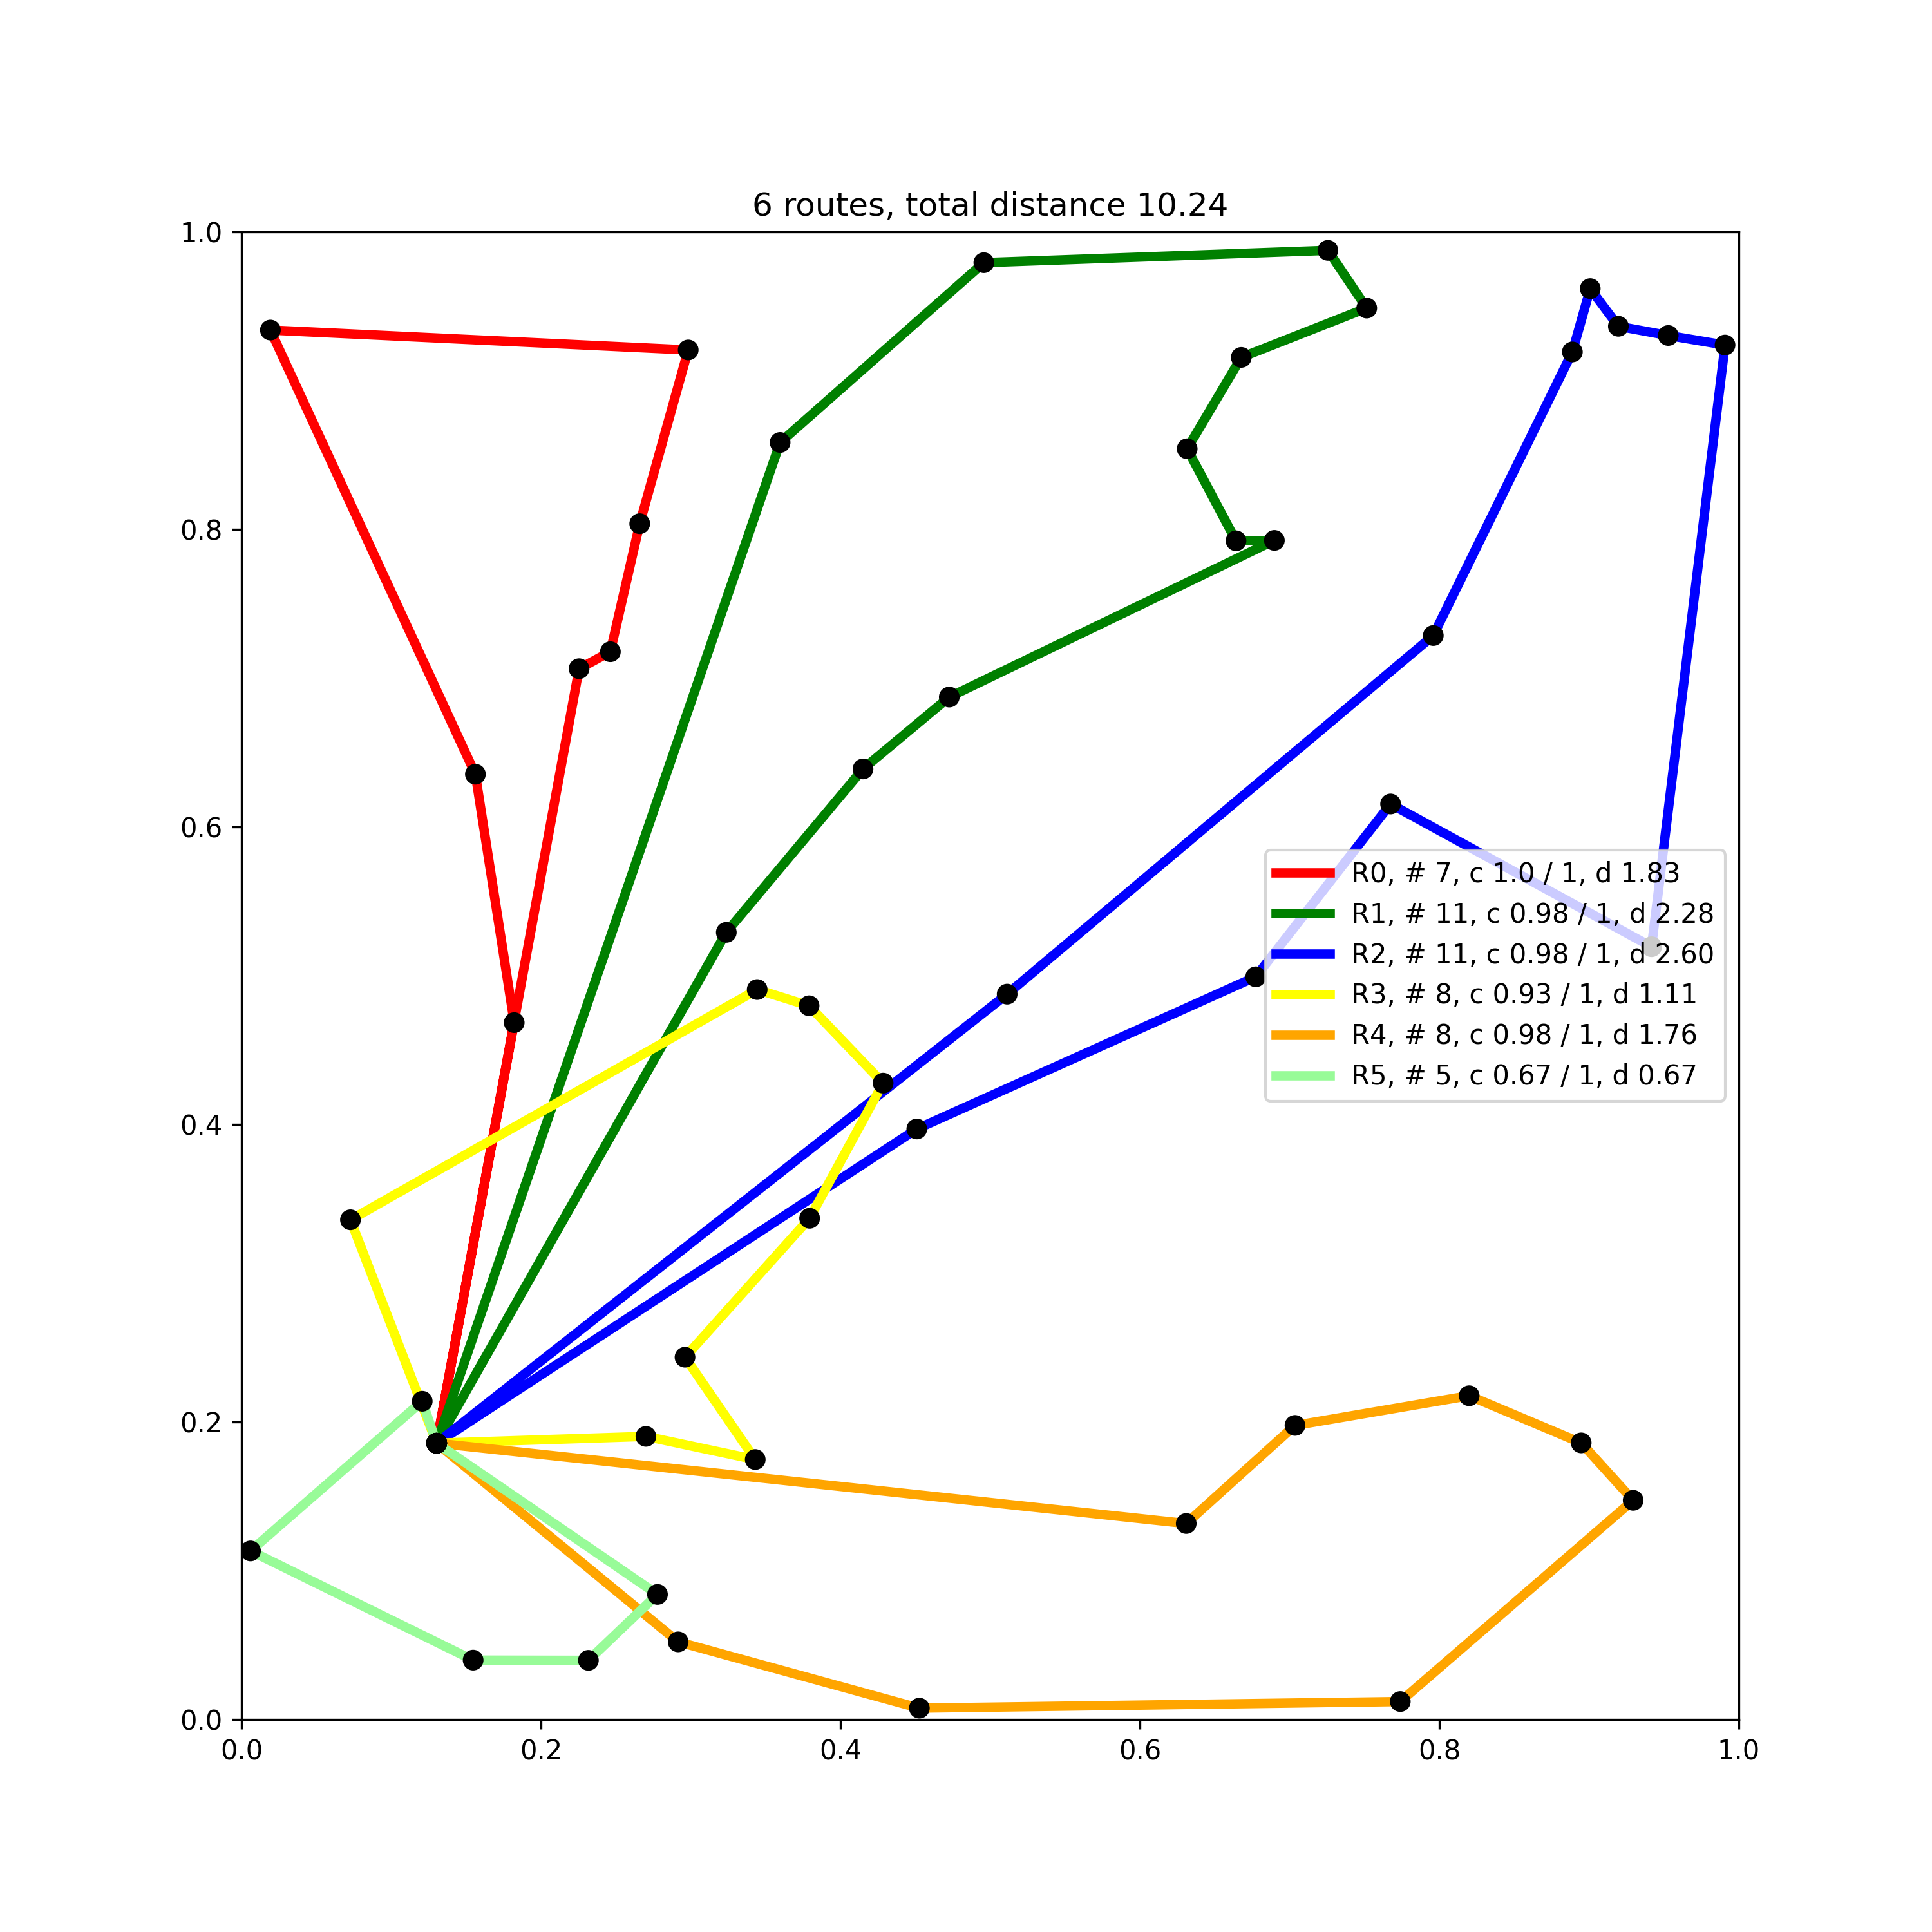 6 routes, total distance 10.24
1.0
0.8
0.6
0.4
0.2
0.0
R0, # 7, c 1.0 / 1, d 1.83
R1, # 11, c 0.98 / 1, d 2.28
R2, # 11, c 0.98 / 1, d 2.60
R3, # 8, c 0.93 / 1, d 1.11
R4, # 8, c 0.98 / 1, d 1.76
R5, # 5, c 0.67 / 1, d 0.67
0.0 0.2 0.4 0.6 0.8 1.0